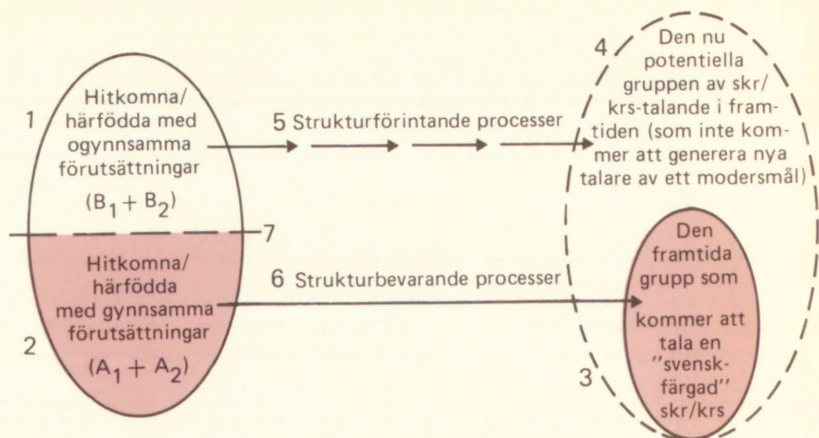 1
Hitkomna/
härfödda med
ogynnsamma
förutsättningar
(B₁ + B₂)
5 Strukturförintande processer
4
Den nu
potentiella
gruppen av skr/
krs-talande i fram-
tiden (som inte kom-
mer att generera nya
talare av ett modersmål)
7
2
Hitkomna/
härfödda
med gynnsamma
förutsättningar
(A₁ + A₂)
6 Strukturbevarande processer
3
Den
framtida
grupp som
kommer att
tala en
"svensk-
färgad"
skr/krs